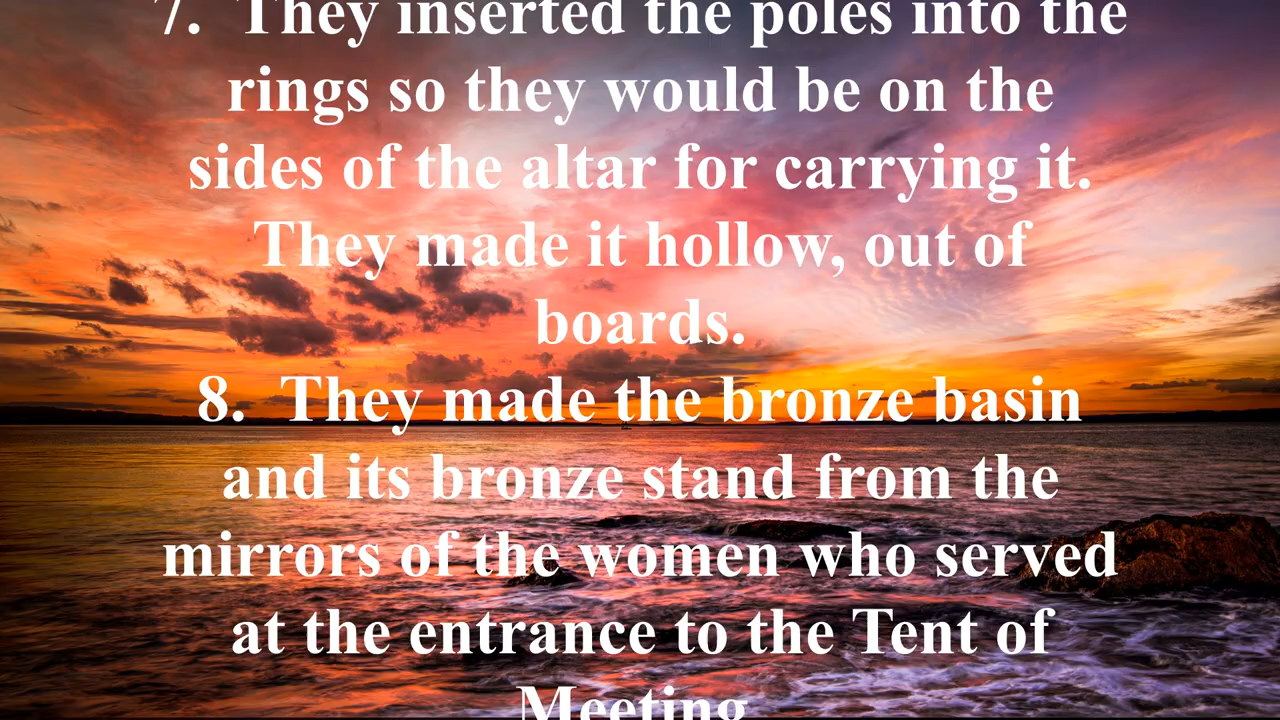 7. They inserted the poles into the
rings so they would be on the
sides of the altar for carrying it.
They made it hollow, out of
boards.
8. They made the bronze basin
and its bronze stand from the
mirrors of the women who served
at the entrance to the Tent of
Meeting